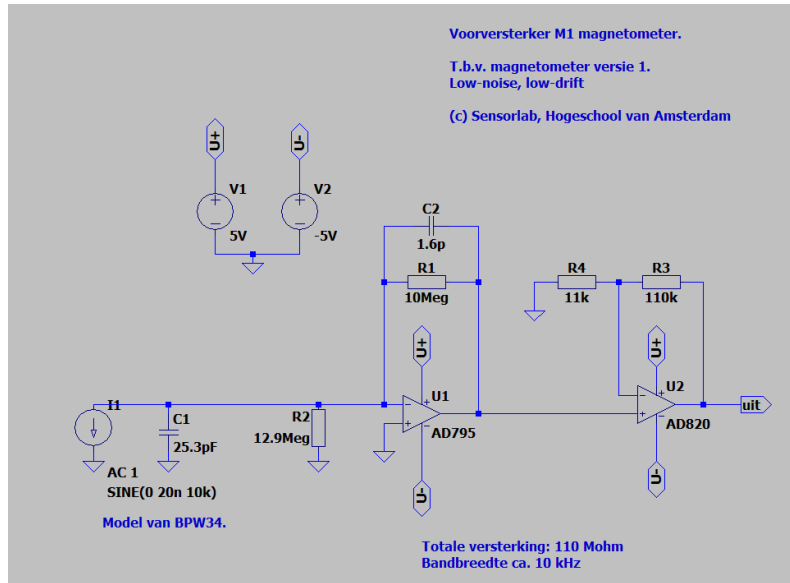 Voorversterker M1 magnetometer.
T.b.v. magnetometer versie 1.
Low-noise, low-drift
(c) Sensorlab, Hogeschool van Amsterdam
U+
U-
V1
V2
5V
-5V
C2
1.6p
R1
10Meg
R4
R3
11k
110k
U+
U+
I1
C1
25.3pF
R2
12.9Meg
U1
AD795
U2
AD820
uit
AC 1
SINE(0 20n 10k)
U-
U-
Model van BPW34.
Totale versterking: 110 Mohm
Bandbreedte ca. 10 kHz